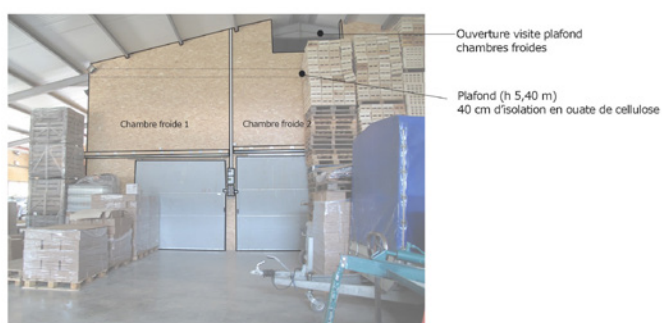 Ouverture visite plafond
chambres froides
Plafond (h 5,40 m)
40 cm d'isolation en ouate de cellulose
Chambre froide 1
Chambre froide 2